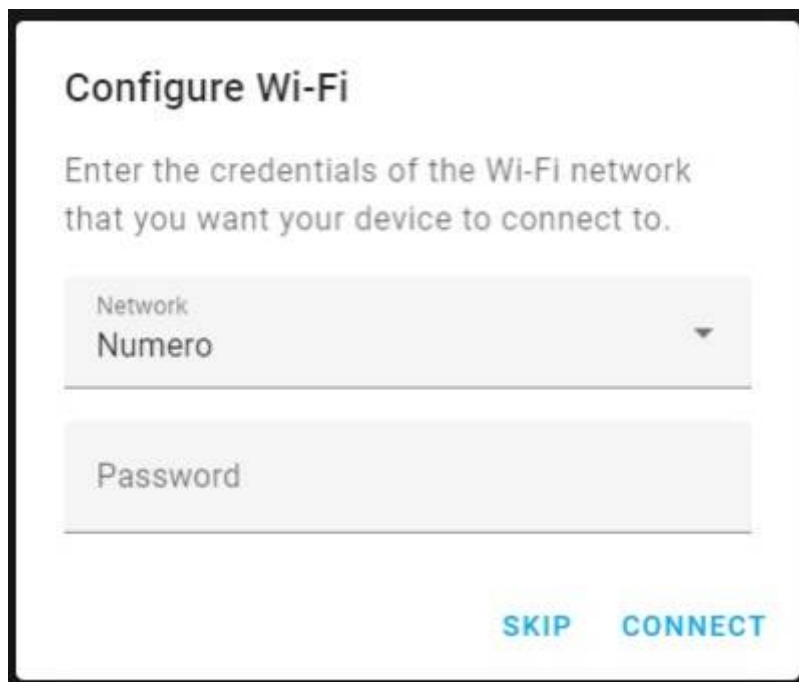 Configure Wi-Fi
Enter the credentials of the Wi-Fi network
that you want your device to connect to.
Network
Numero
Password
SKIP CONNECT